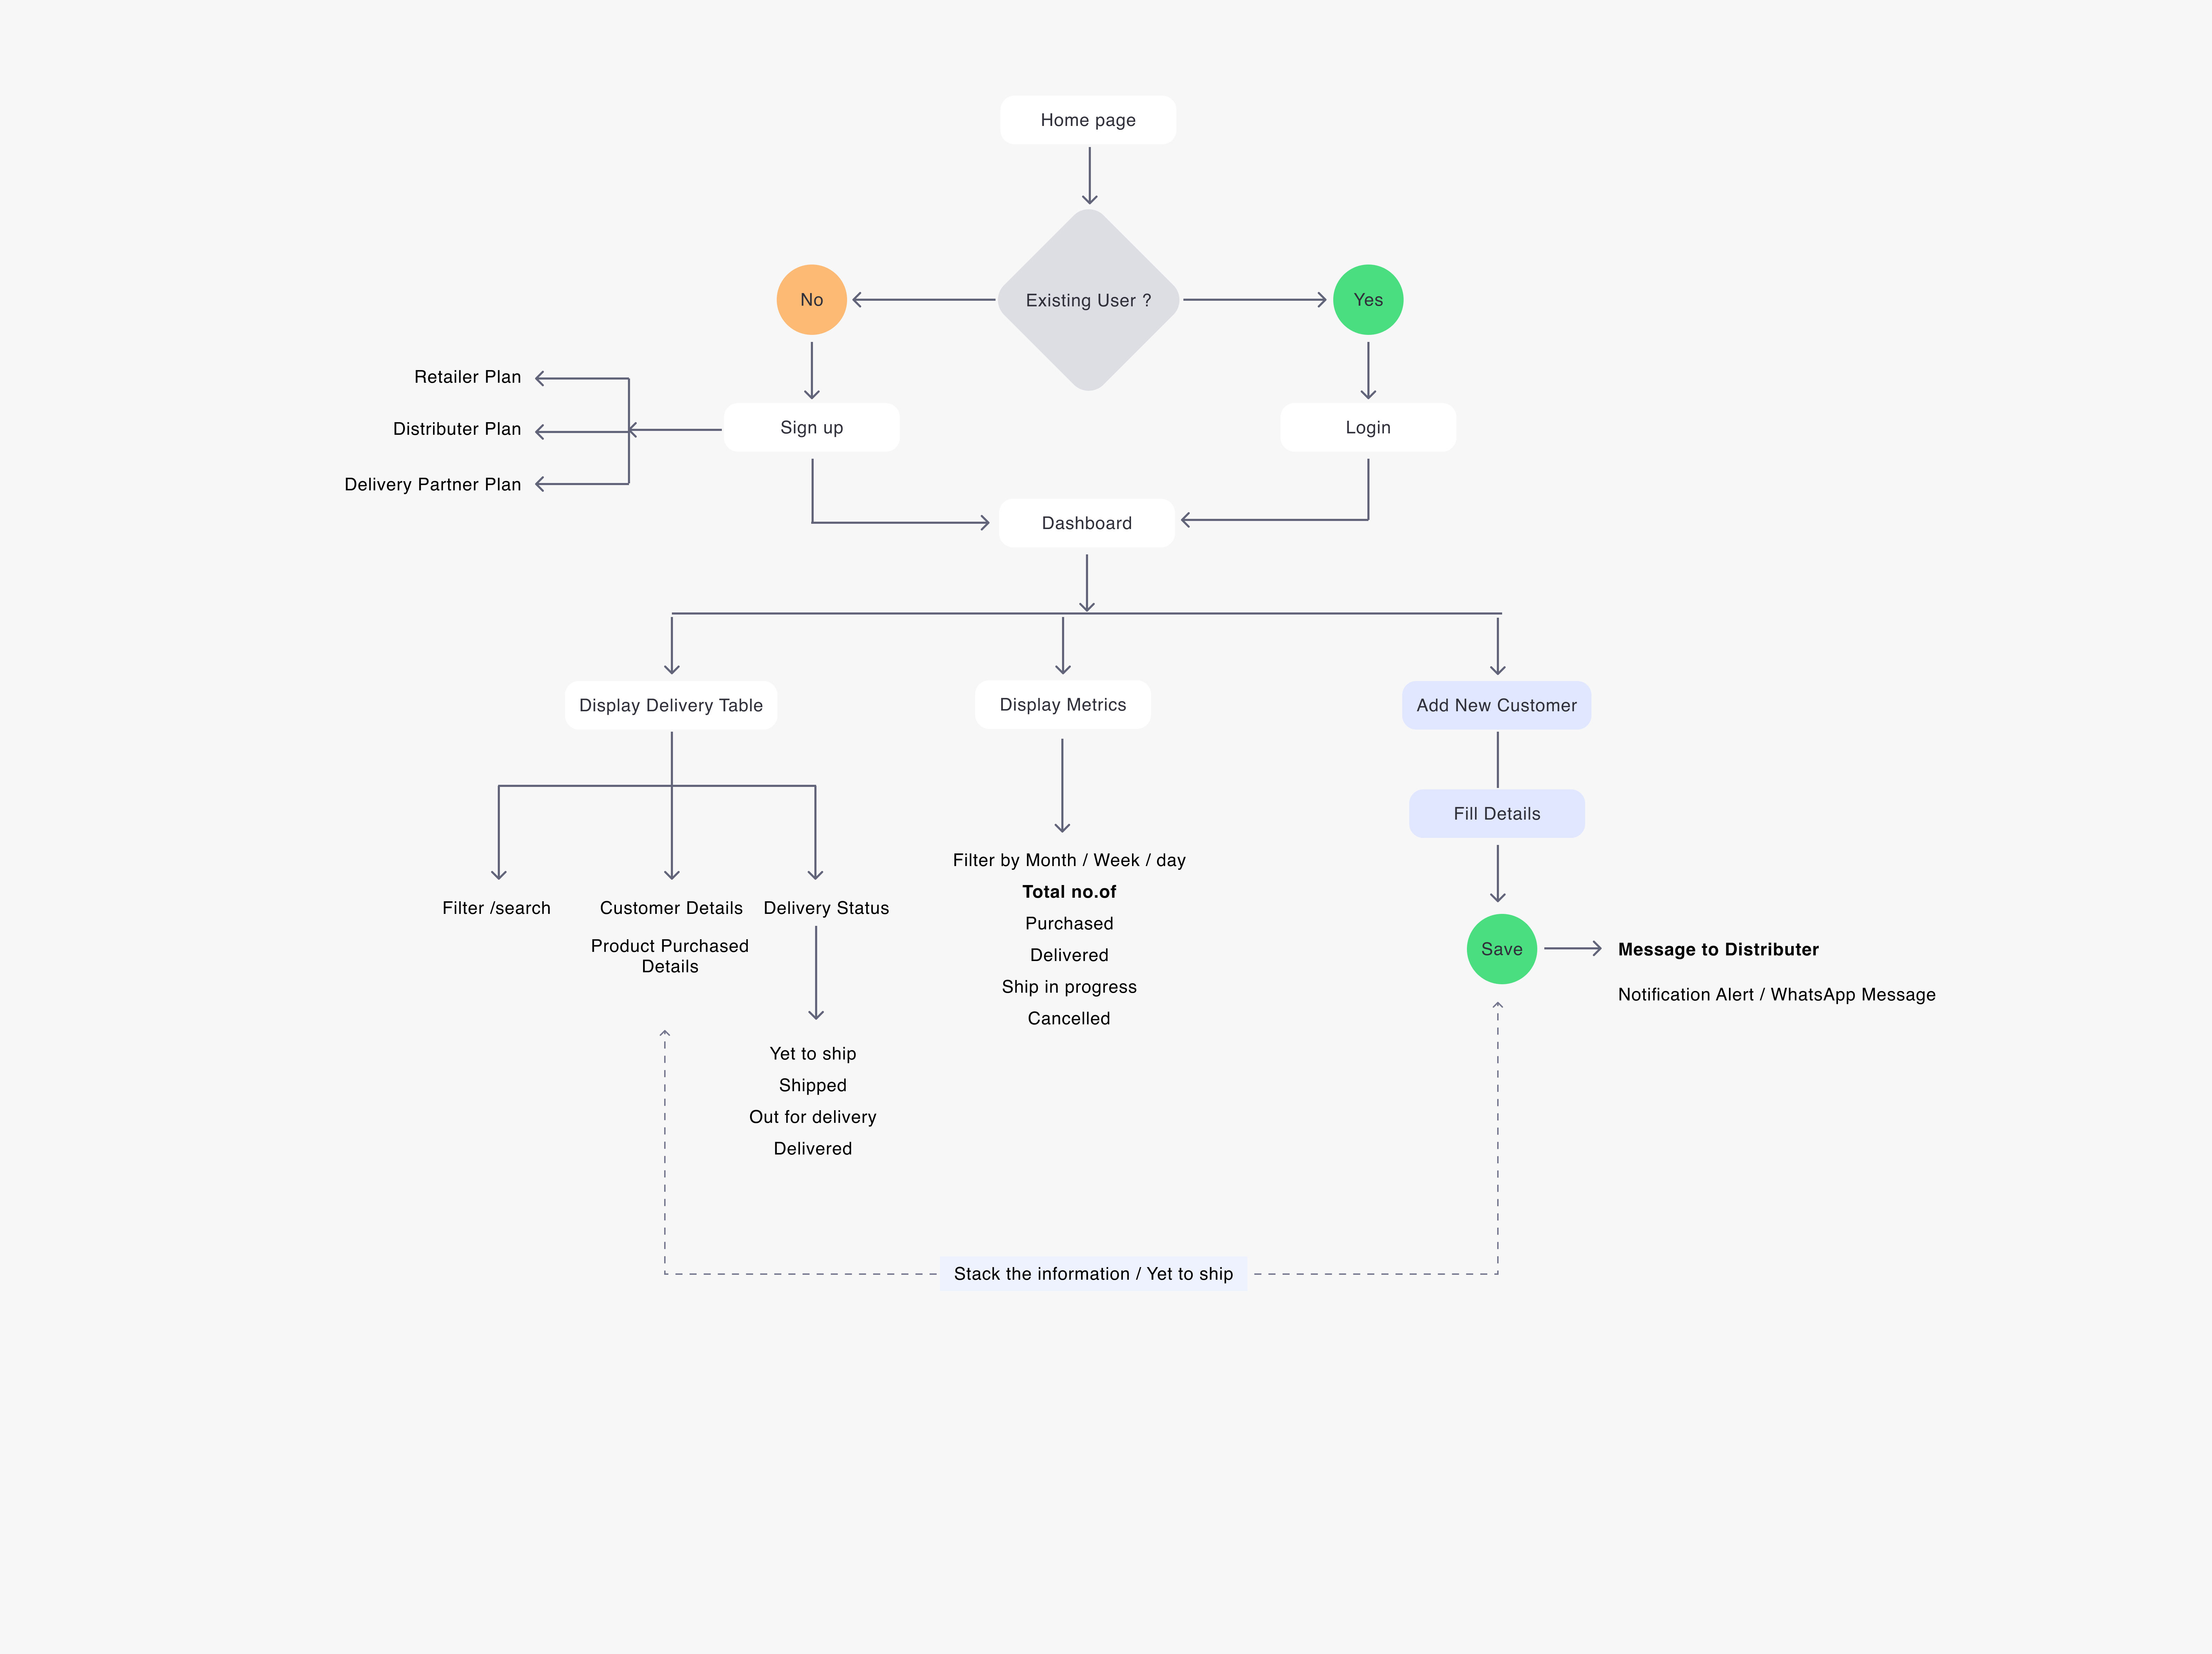 Home page
No
Existing User ?
Yes
Retailer Plan
Distributer Plan
Delivery Partner Plan
Sign up
Login
Dashboard
Display Delivery Table
Display Metrics
Add New Customer
Fill Details
Filter /search
Customer Details
Product Purchased
Details
Delivery Status
Yet to ship
Shipped
Out for delivery
Delivered
Filter by Month / Week / day
Total no.of
Purchased
Delivered
Ship in progress
Cancelled
Save
Message to Distributer
Notification Alert / WhatsApp Message
Stack the information / Yet to ship